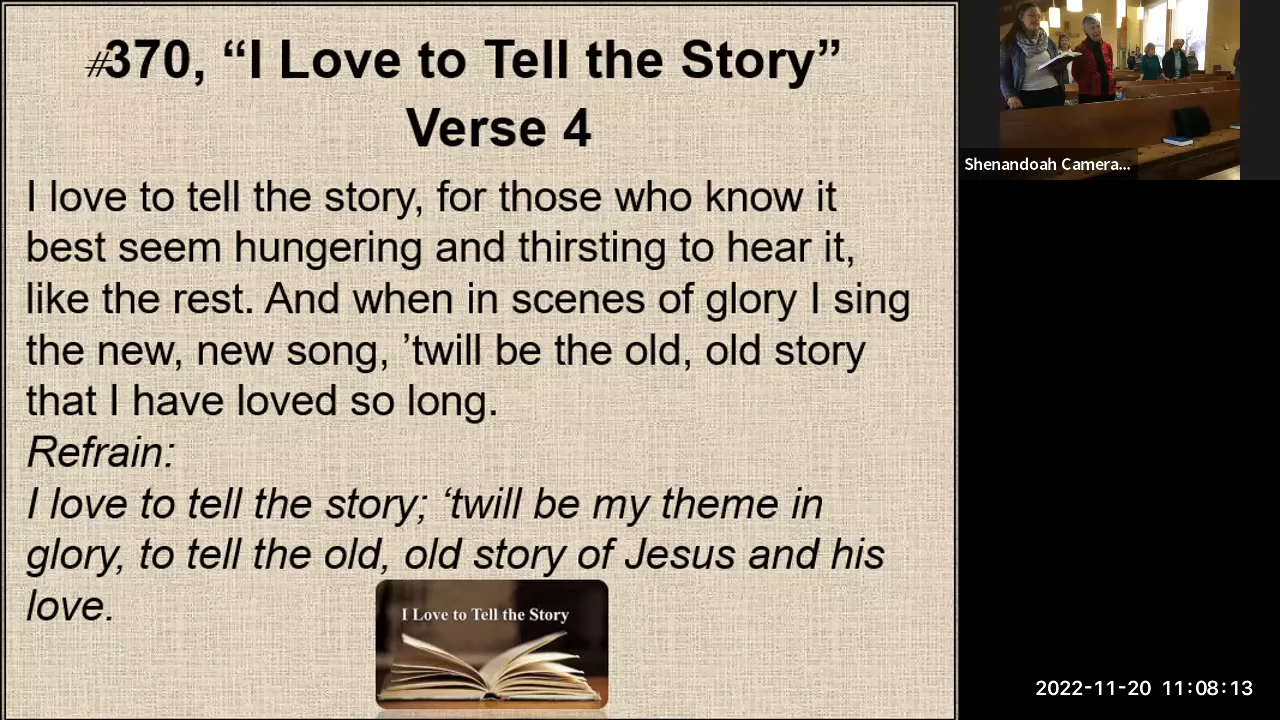 #370, “I Love to Tell the Story”
Verse 4
I love to tell the story, for those who know it
best seem hungering and thirsting to hear it,
like the rest. And when in scenes of glory I sing
the new, new song, ’twill be the old, old story
that I have loved so long.
Refrain:
I love to tell the story; ‘twill be my theme in
glory, to tell the old, old story of Jesus and his
love.
I Love to Tell the Story
Shenandoah Camera...
2022-11-20 11:08:13